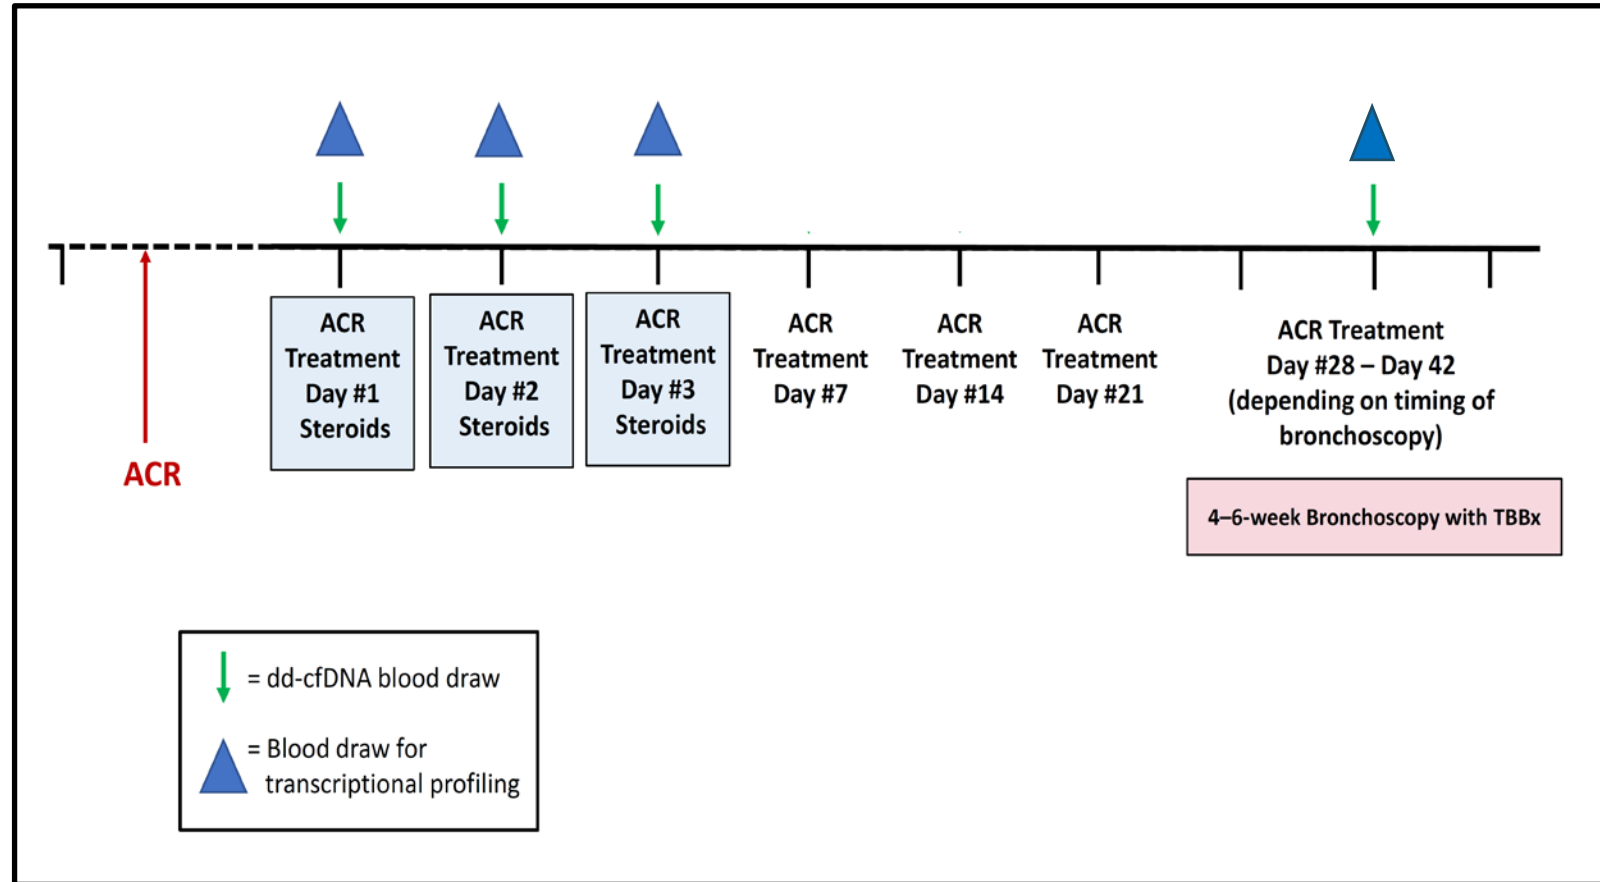 ACR
Treatment
Day #1
Steroids
ACR
Treatment
Day #2
Steroids
ACR
Treatment
Day #3
Steroids
ACR
Treatment
Day #7
ACR
Treatment
Day #14
ACR
Treatment
Day #21
ACR Treatment
Day #28 – Day 42
(depending on timing of
bronchoscopy)
ACR
4–6-week Bronchoscopy with TBBx
= dd-cfDNA blood draw
= Blood draw for
transcriptional profiling